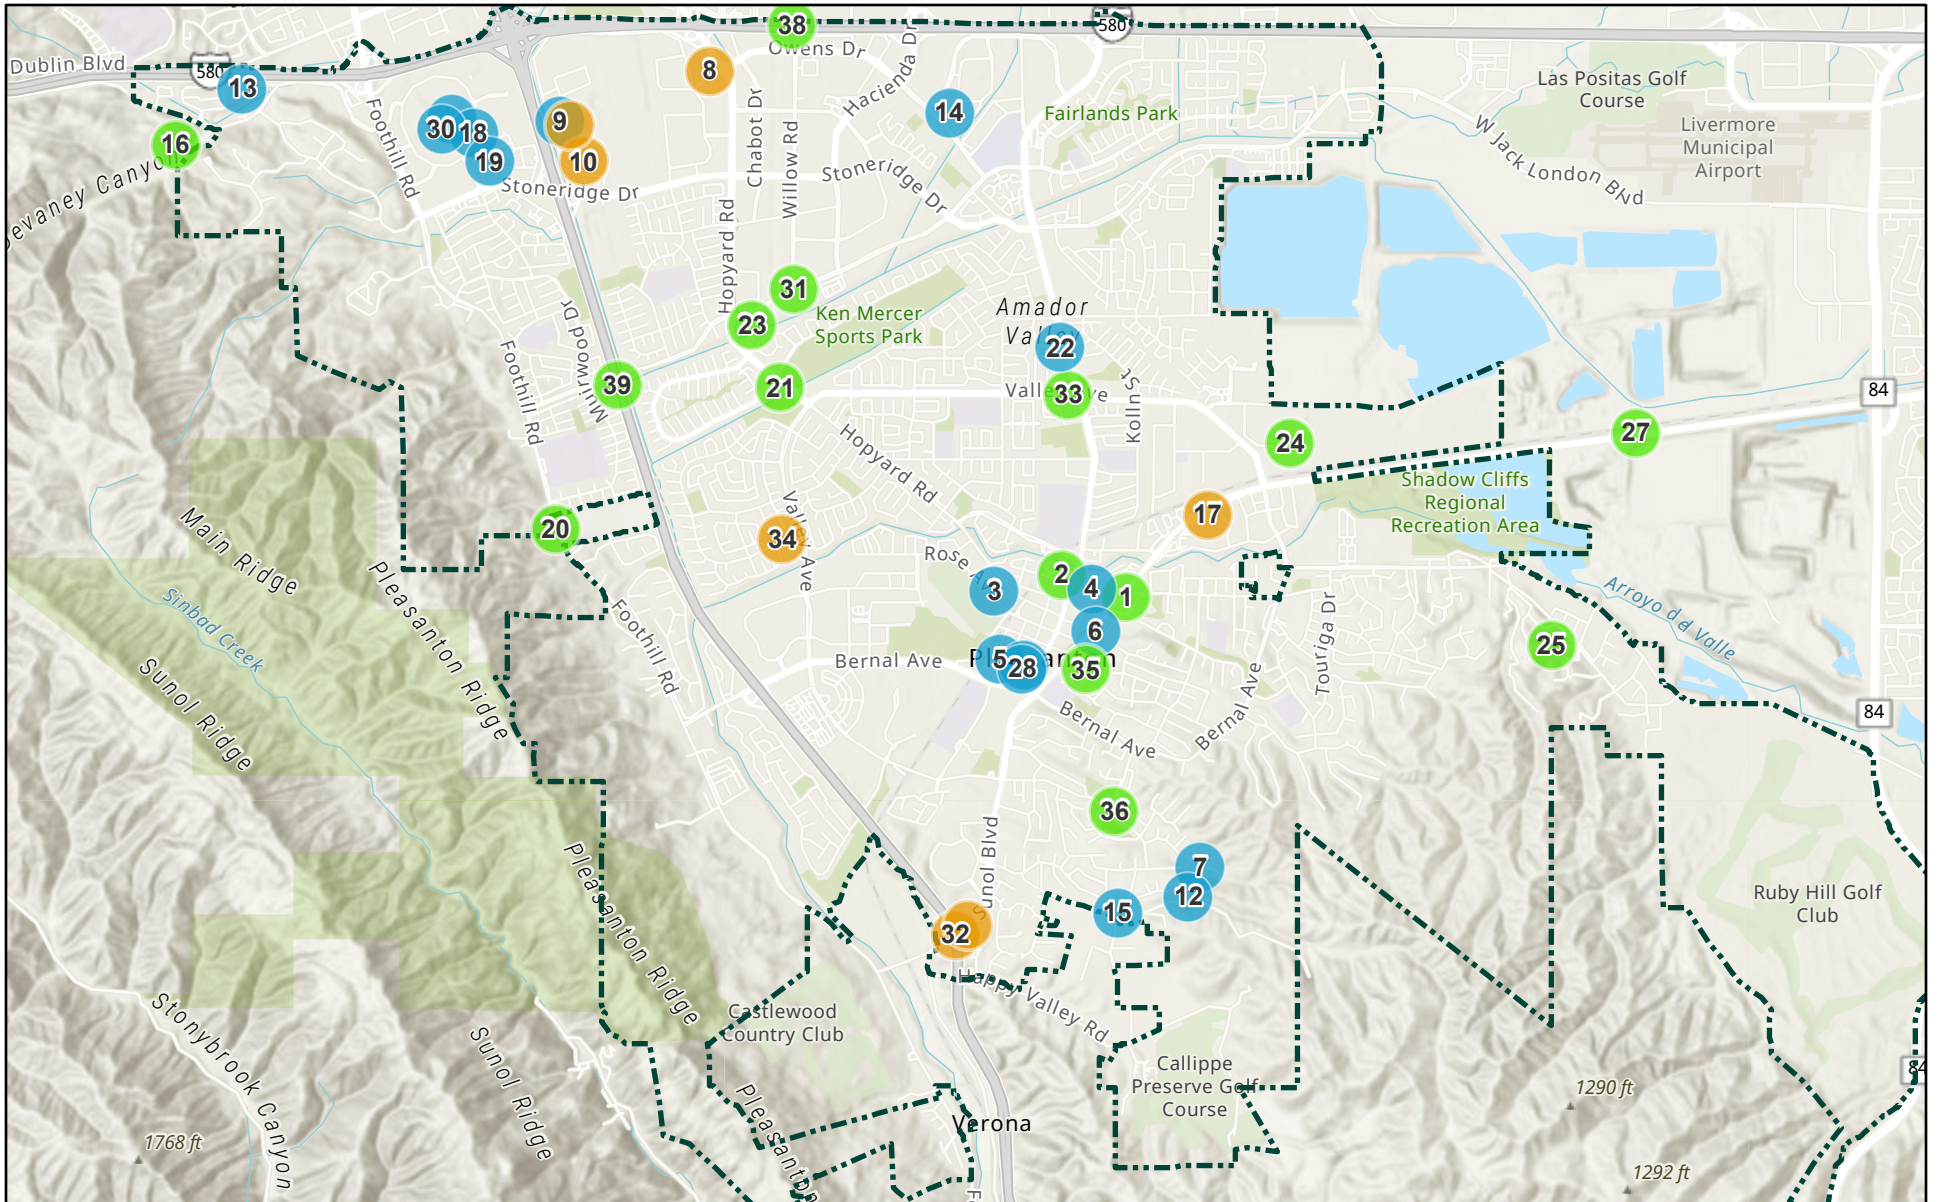 38
580
580
Dublin Blvd
Owens Dr
Hacienda Dr
8
13
Las Positas Golf
Course
Foothill Rd
30
18
9
14
Fairlands Park
Livermore
Municipal
Airport
W Jack London Blvd
16
19
10
Chabot Dr
Willow Rd
Stoneridge Dr
Stoneridge Dr
Devaney Canyon
Hopyard Rd
31
23
Ken Mercer
Sports Park
Amador
Valley
22
Muirwood Dr
Foothill Rd
39
21
33
Kolln St
84
24
27
Hopyard Rd
Shadow Cliffs
Regional
Recreation Area
17
20
34
Valley Ave
Main Ridge
Pleasanton Ridge
Sinbad Creek
2
4
1
3
6
Foothill Rd
Touriga Dr
Arroyo del Valle
25
Bernal Ave
5
28
35
Sunol Ridge
Bernal Ave
Bernal Ave
84
36
Sunol Blvd
Pleasanton Ridge
7
12
15
Ruby Hill Golf
Club
32
Happy Valley Rd
Castlewood
Country Club
Stonybrook Canyon
Sunol Ridge
Callippe
Preserve Golf
Course
84
1290 ft
Pleasanton
Verona
1768 ft
1292 ft